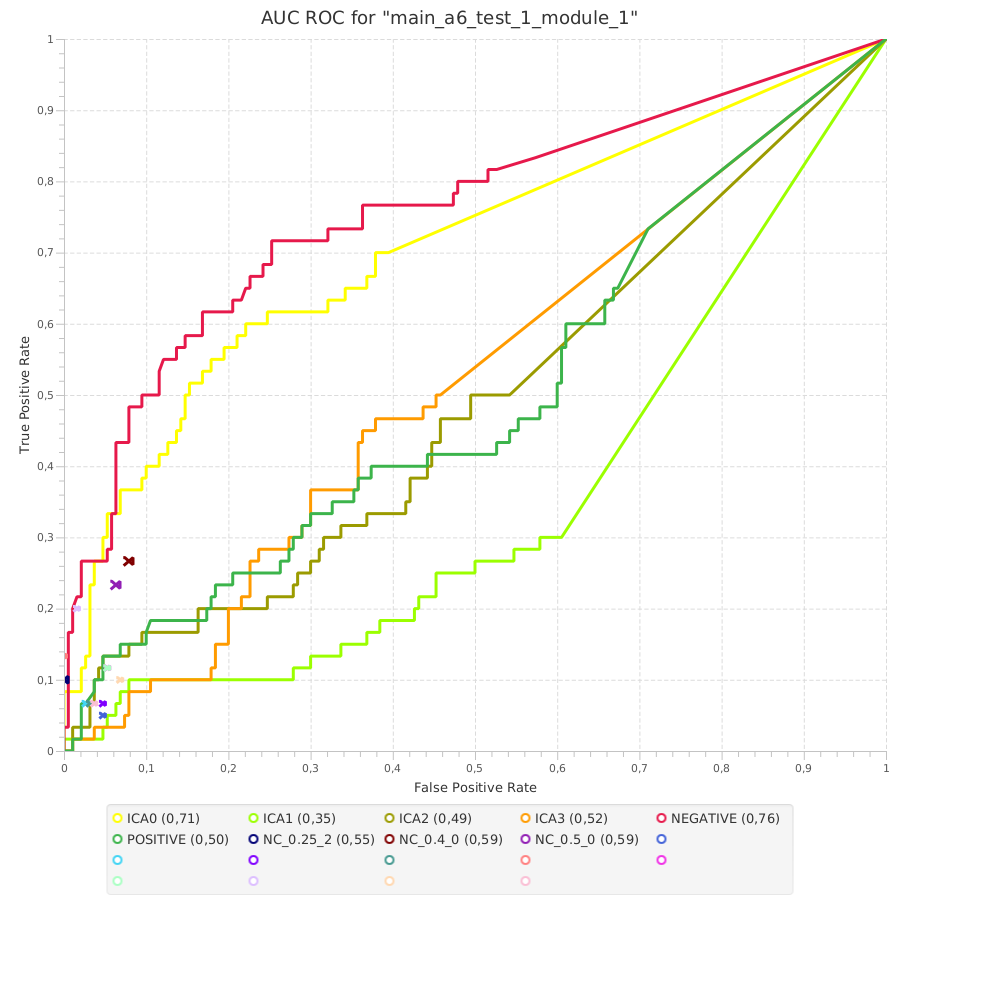 AUC ROC for "main_a6_test_1_module_1"
1
0,9
0,8
0,7
0,6
0,5
0,4
0,3
0,2
0,1
0
True Positive Rate
0 0,1 0,2 0,3 0,4 0,5 0,6 0,7 0,8 0,9 1
False Positive Rate
ICA0 (0,71) ICA1 (0,35) ICA2 (0,49) ICA3 (0,52) NEGATIVE (0,76)
POSITIVE (0,50) NC_0.25_2 (0,55) NC_0.4_0 (0,59) NC_0.5_0 (0,59)